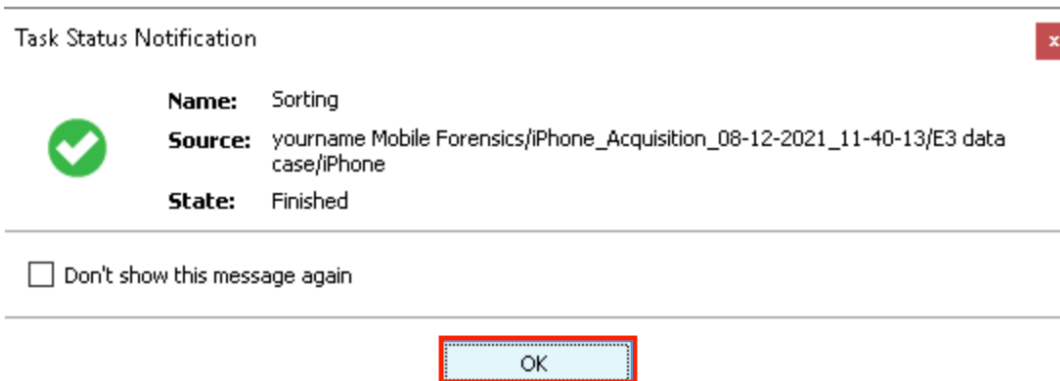 Task Status Notification
x
Name: Sorting
Source: yourname Mobile Forensics/iPhone_Acquisition_08-12-2021_11-40-13/E3 data
case/iPhone
State: Finished
Don't show this message again
OK